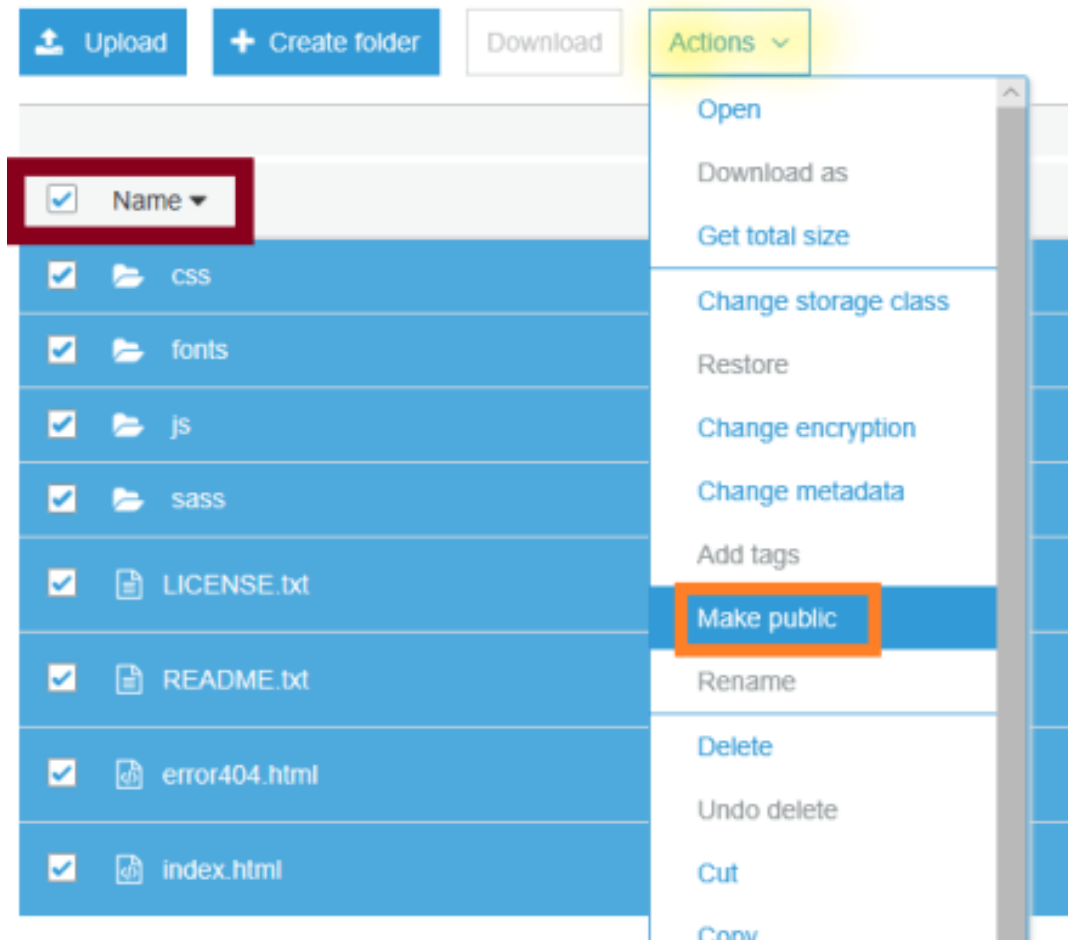 Upload Create folder Download Actions
Open
Download as
Name
Get total size
css
Change storage class
fonts
Restore
js
Change encryption
sass
Change metadata
Add tags
LICENSE.txt
Make public
README.txt
Rename
error404.html
Delete
Undo delete
index.html
Cut
Copy